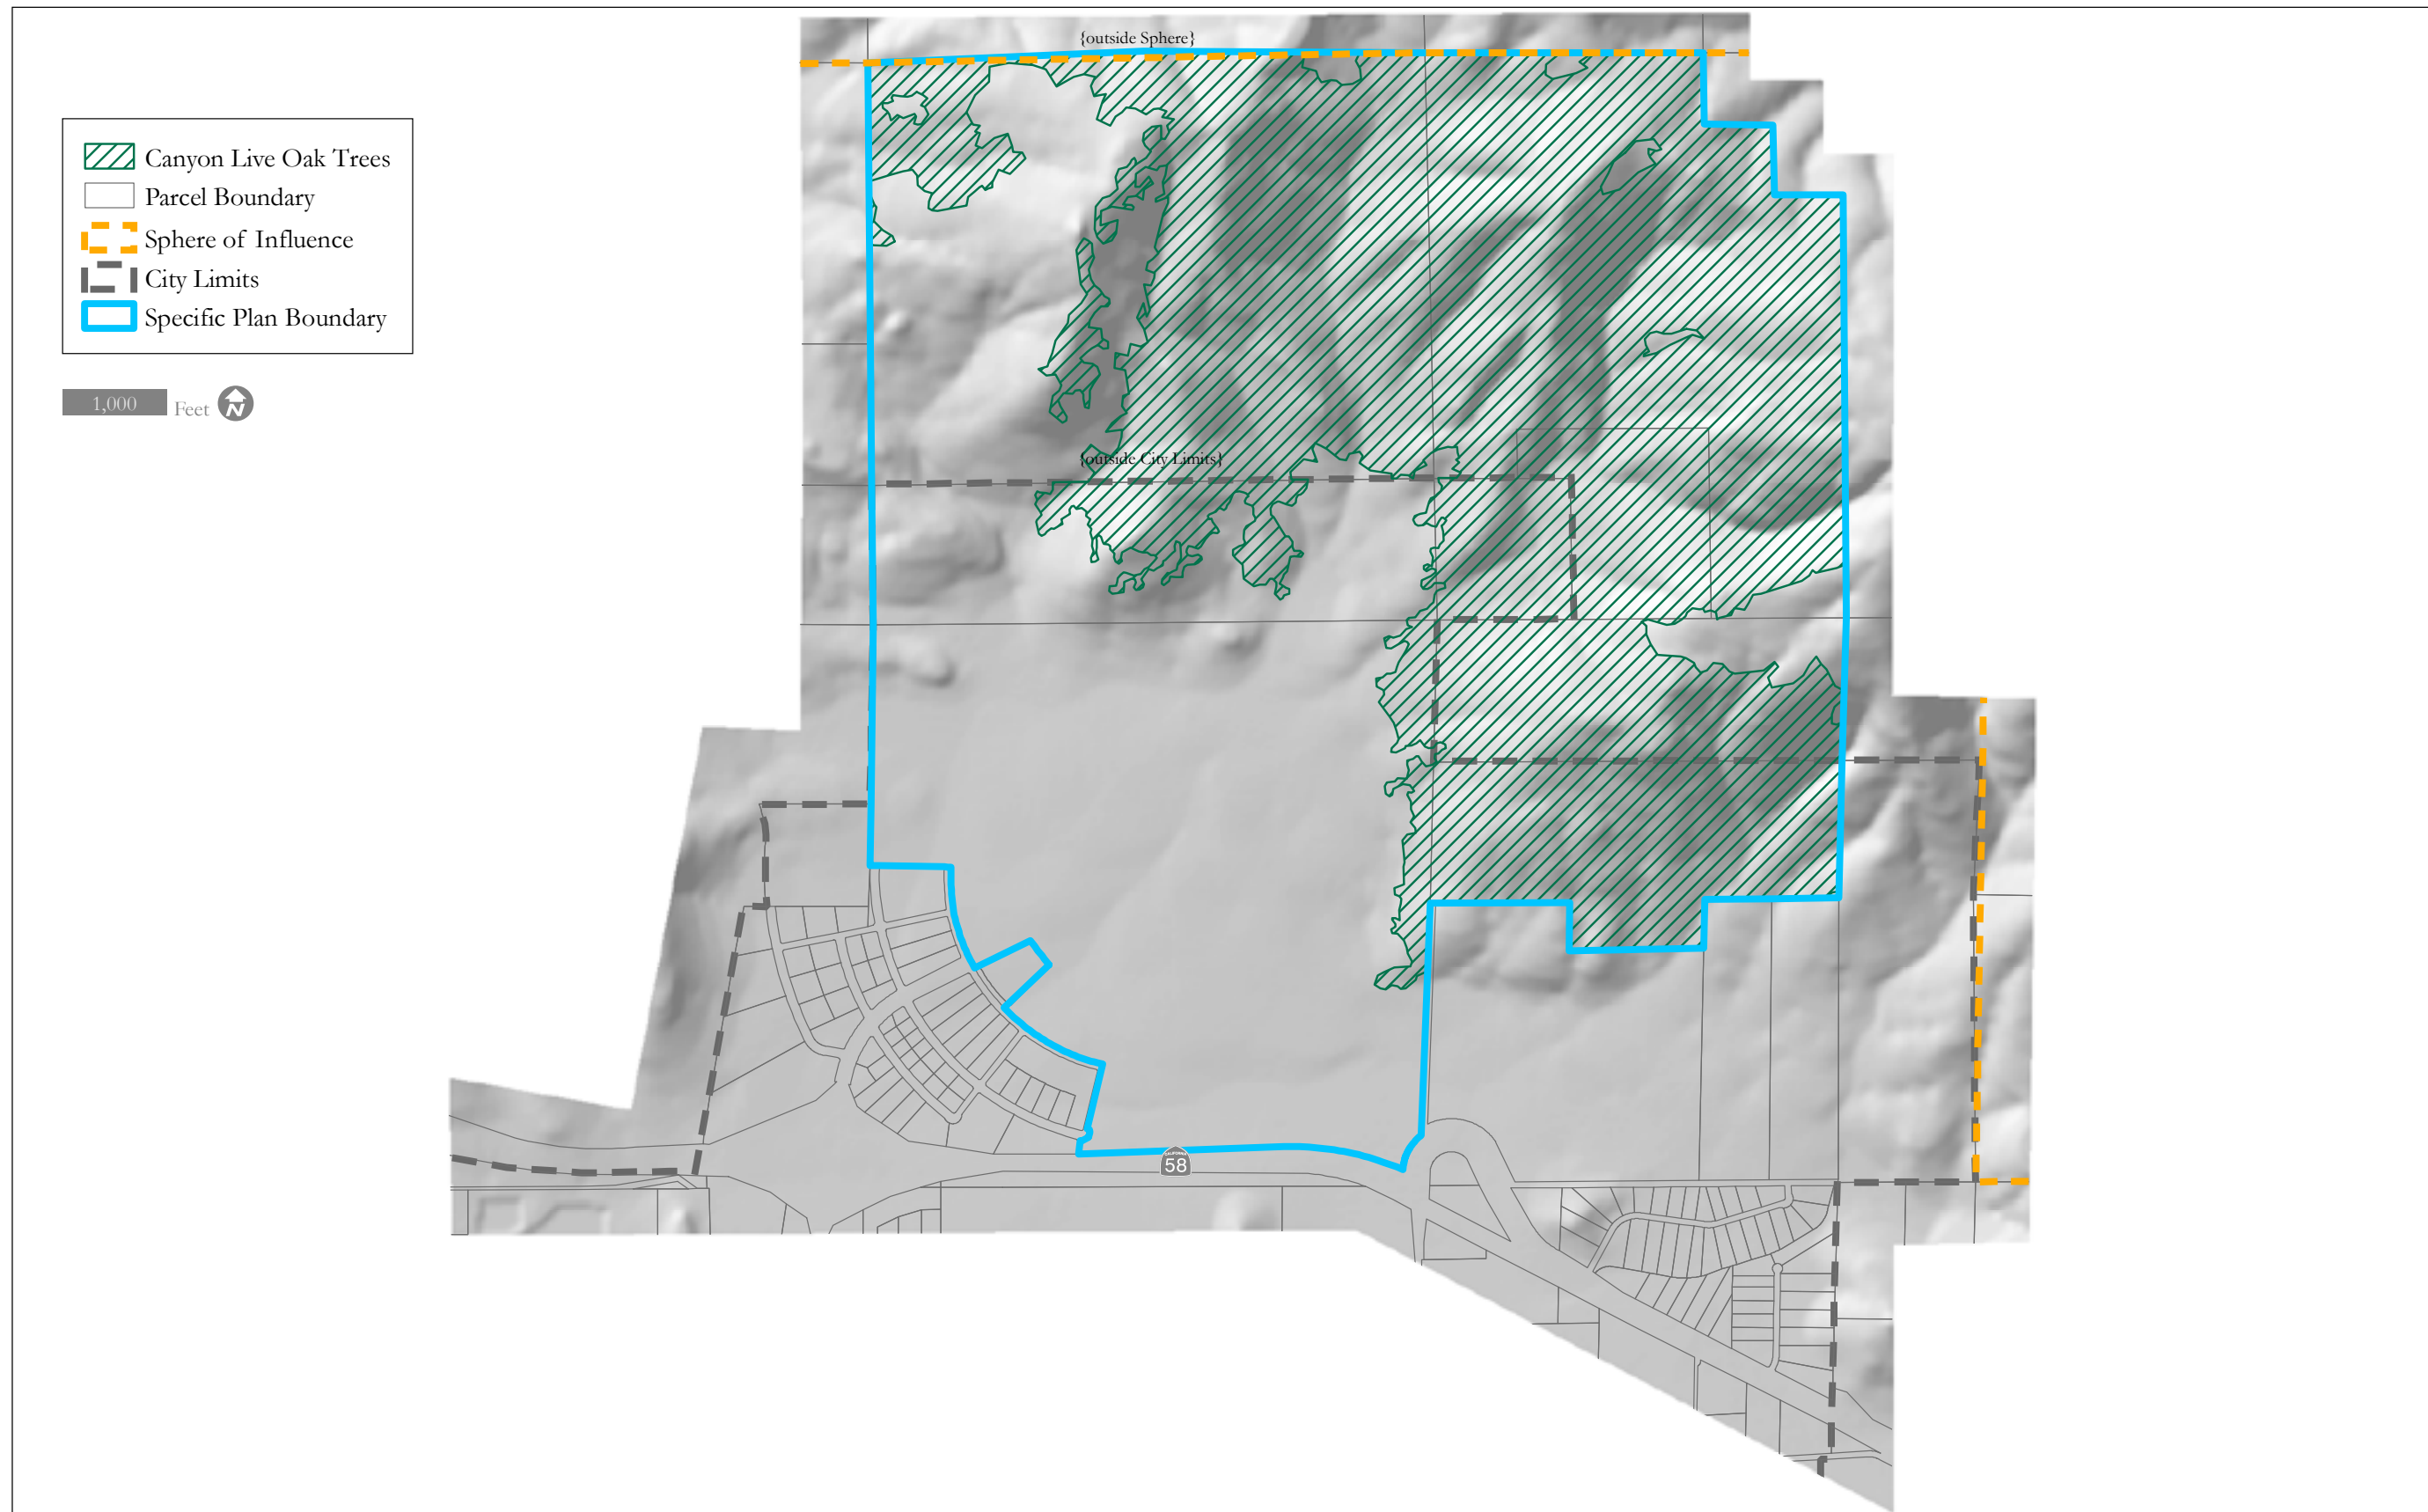 {outside Sphere}
Canyon Live Oak Trees
Parcel Boundary
Sphere of Influence
City Limits
Specific Plan Boundary
1,000 Feet N
{outside City Limits}
CALIFORNIA
58